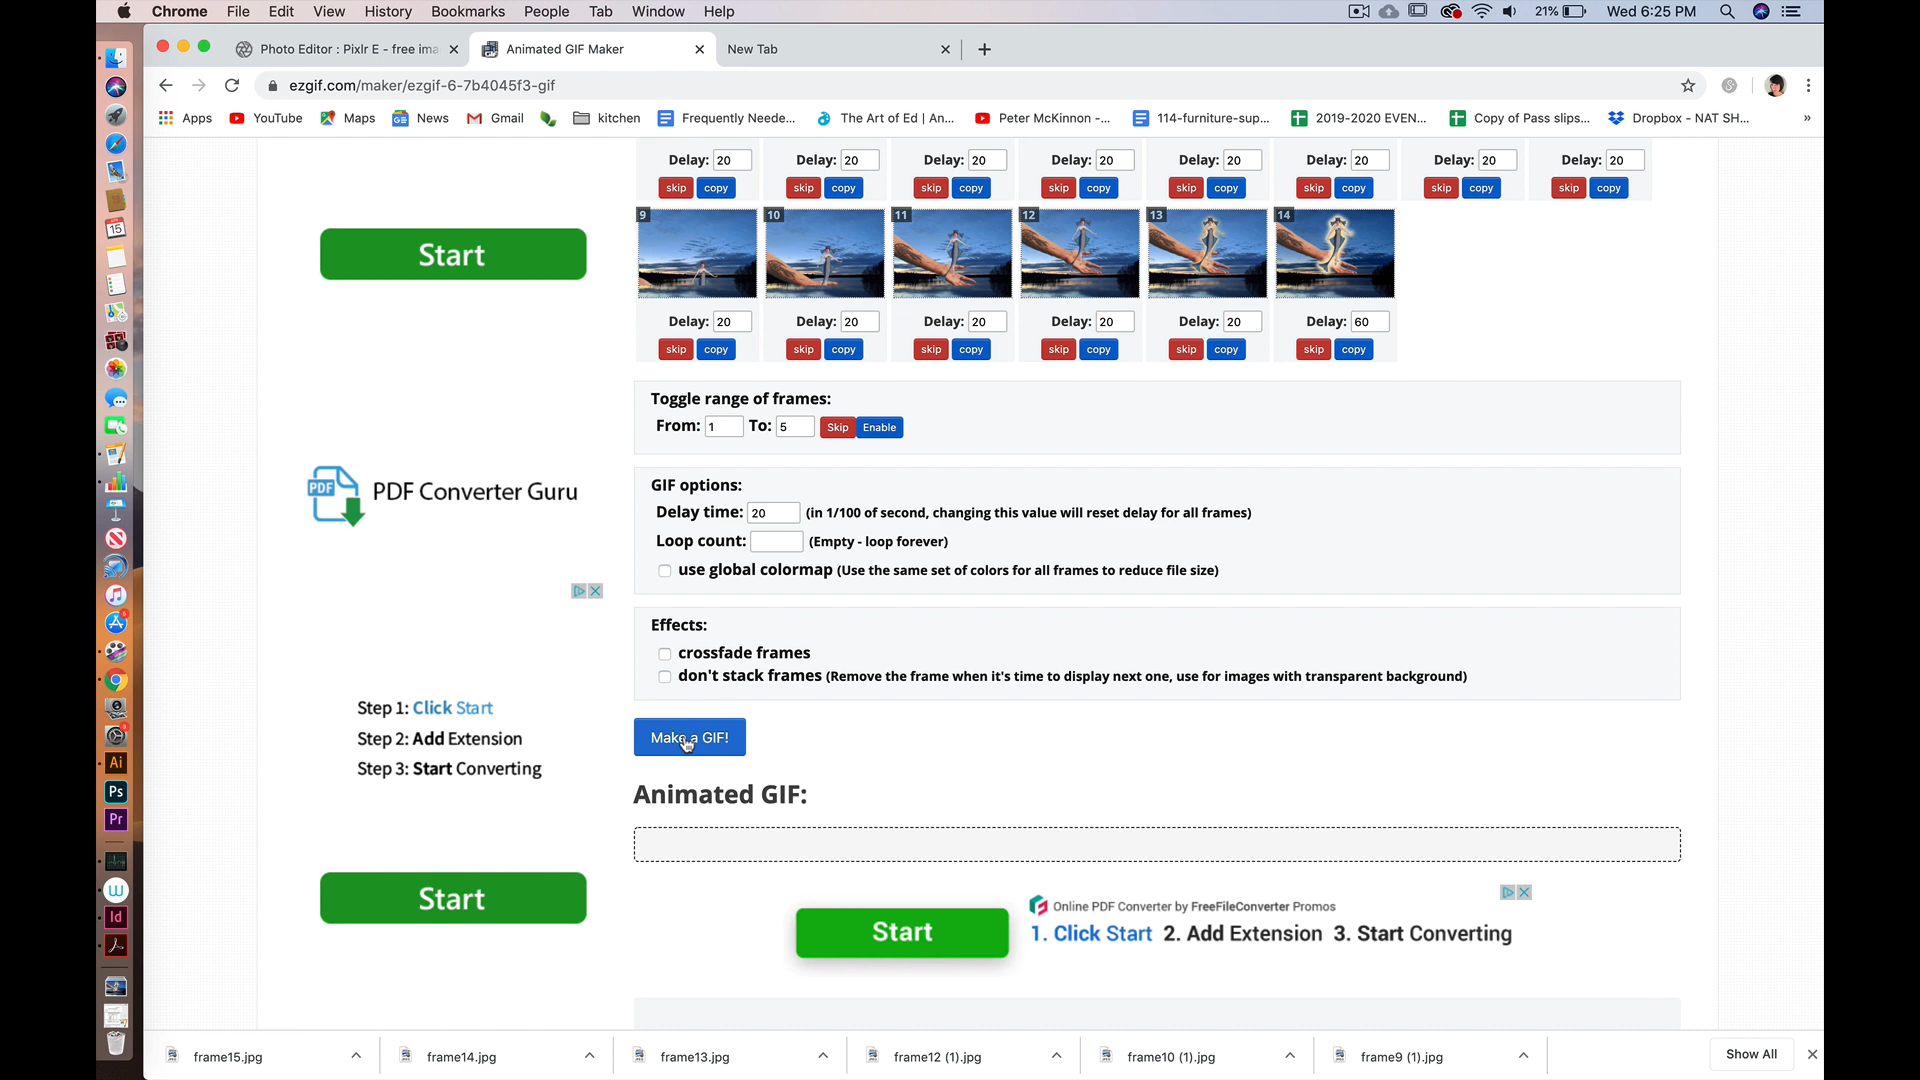 Chrome File Edit View History Bookmarks People Tab Window Help 21% Wed 6:25 PM
Photo Editor : Pixlr E - free ima Animated GIF Maker New Tab
ezgif.com/maker/ezgif-6-7b4045f3-gif
Apps YouTube Maps News Gmail kitchen Frequently Neede... The Art of Ed | An... Peter McKinnon -... 114-furniture-sup... 2019-2020 EVEN... Copy of Pass slips... Dropbox - NAT SH... »
Delay: 20 Delay: 20 Delay: 20 Delay: 20 Delay: 20 Delay: 20 Delay: 20 Delay: 20
skip copy skip copy skip copy skip copy skip copy skip copy skip copy skip copy
9 10 11 12 13 14
Start
Delay: 20 Delay: 20 Delay: 20 Delay: 20 Delay: 20 Delay: 60
skip copy skip copy skip copy skip copy skip copy skip copy
Toggle range of frames:
From: 1 To: 5 Skip Enable
GIF options:
PDF PDF Converter Guru
Delay time: 20 (in 1/100 of second, changing this value will reset delay for all frames)
Loop count: (Empty - loop forever)
use global colormap (Use the same set of colors for all frames to reduce file size)
Effects:
crossfade frames
don't stack frames (Remove the frame when it's time to display next one, use for images with transparent background)
Step 1: Click Start
Step 2: Add Extension
Step 3: Start Converting
Make a GIF!
Animated GIF:
Start
Start
Online PDF Converter by FreeFileConverter Promos
1. Click Start 2. Add Extension 3. Start Converting
15
Ai
Ps
Pr
Id
frame15.jpg frame14.jpg frame13.jpg frame12 (1).jpg frame10 (1).jpg frame9 (1).jpg Show All